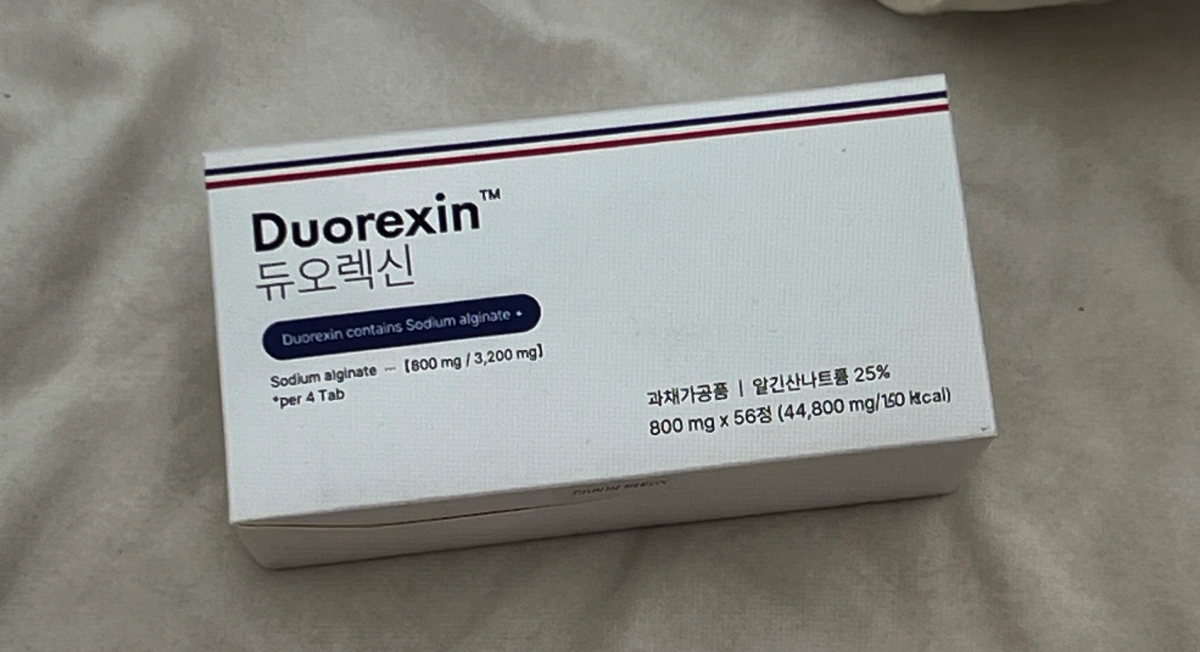 Duorexin™
듀오렉신
Duorexin contains Sodium alginate •
Sodium alginate ··· [800 mg / 3,200 mg]
*per 4 Tab
과채가공품 | 알긴산나트륨 25%
800 mg x 56정 (44,800 mg/150 kcal)